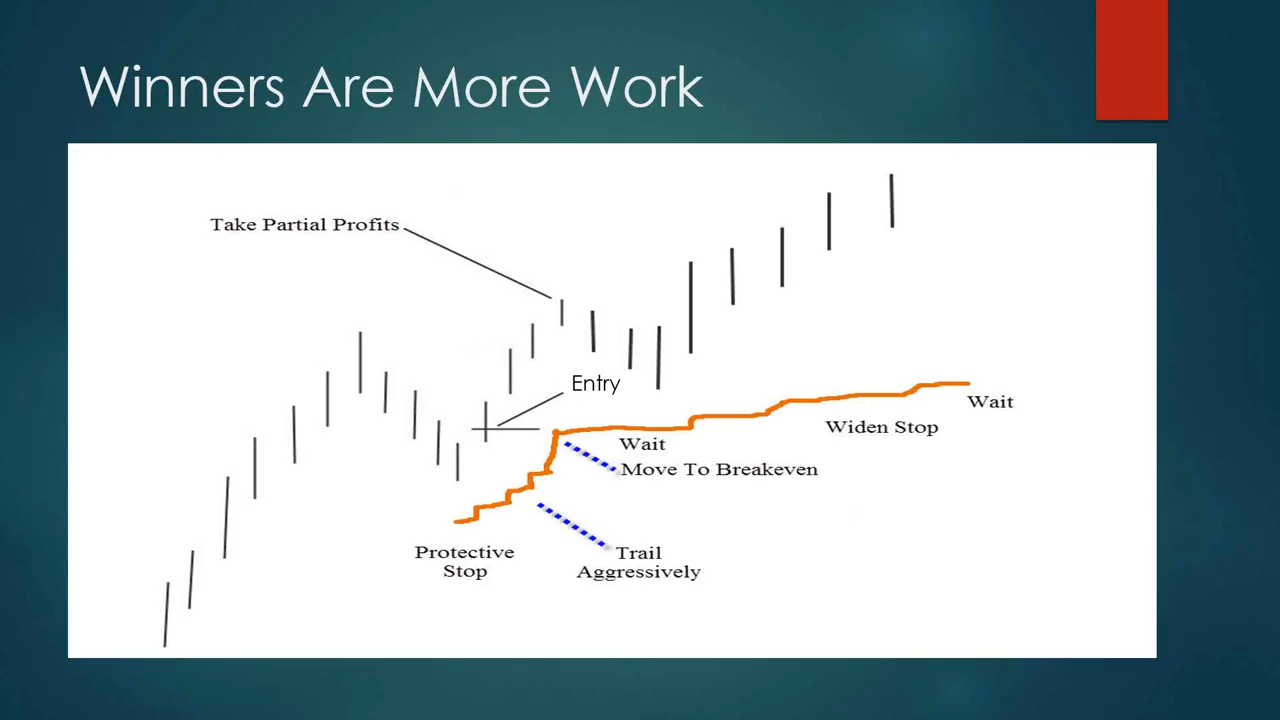 Winners Are More Work
Take Partial Profits
Entry
Wait
Widen Stop
Wait
Move To Breakeven
Protective
Stop
Trail
Aggressively